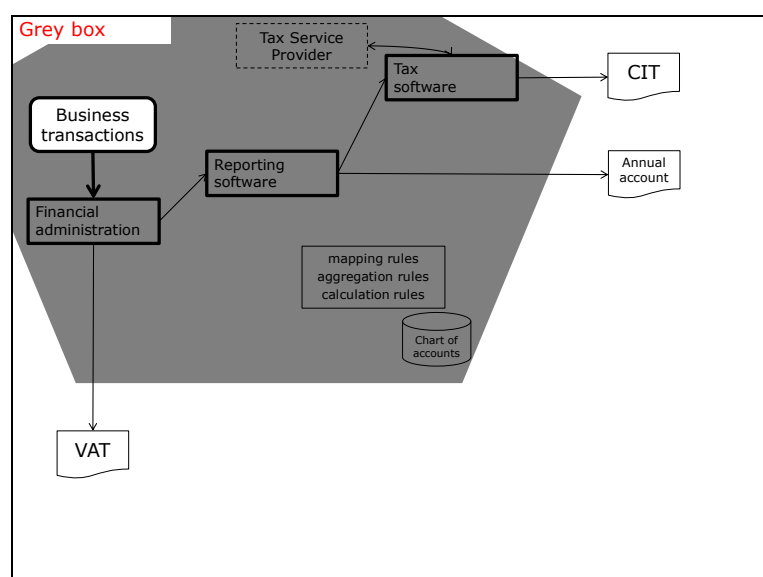 Grey box
Tax Service
Provider
Tax
software
CIT
Business
transactions
Reporting
software
Annual
account
Financial
administration
mapping rules
aggregation rules
calculation rules
Chart of
accounts
VAT